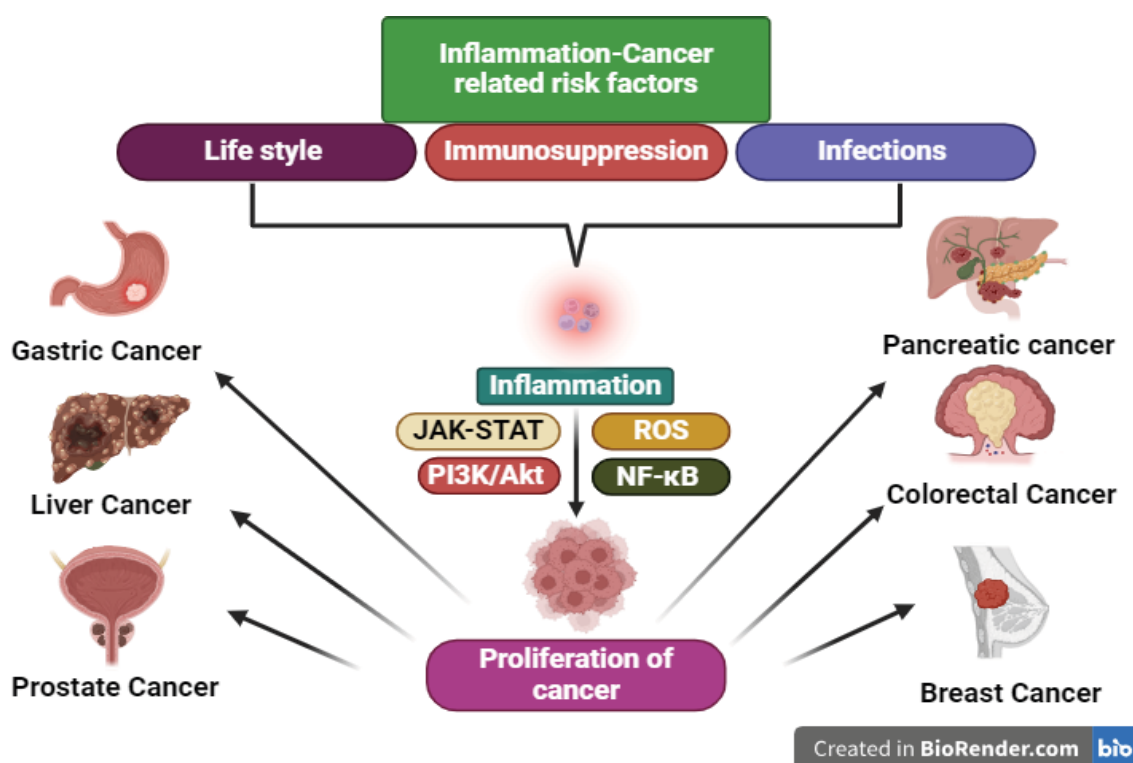 Inflammation-Cancer
related risk factors
Life style
Immunosuppression
Infections
Gastric Cancer
Pancreatic cancer
Inflammation
JAK-STAT
ROS
PI3K/Akt
NF-κB
Liver Cancer
Colorectal Cancer
Proliferation of
cancer
Prostate Cancer
Breast Cancer
Created in BioRender.com
bio